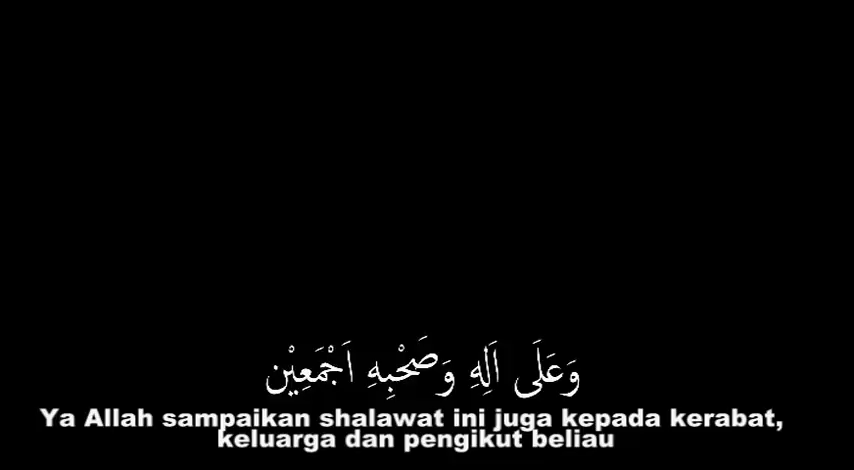 وَعَلَى اَلِهِ وَصَحْبِهِ اَجْمَعِيْن
Ya Allah sampaikan shalawat ini juga kepada kerabat,
keluarga dan pengikut beliau